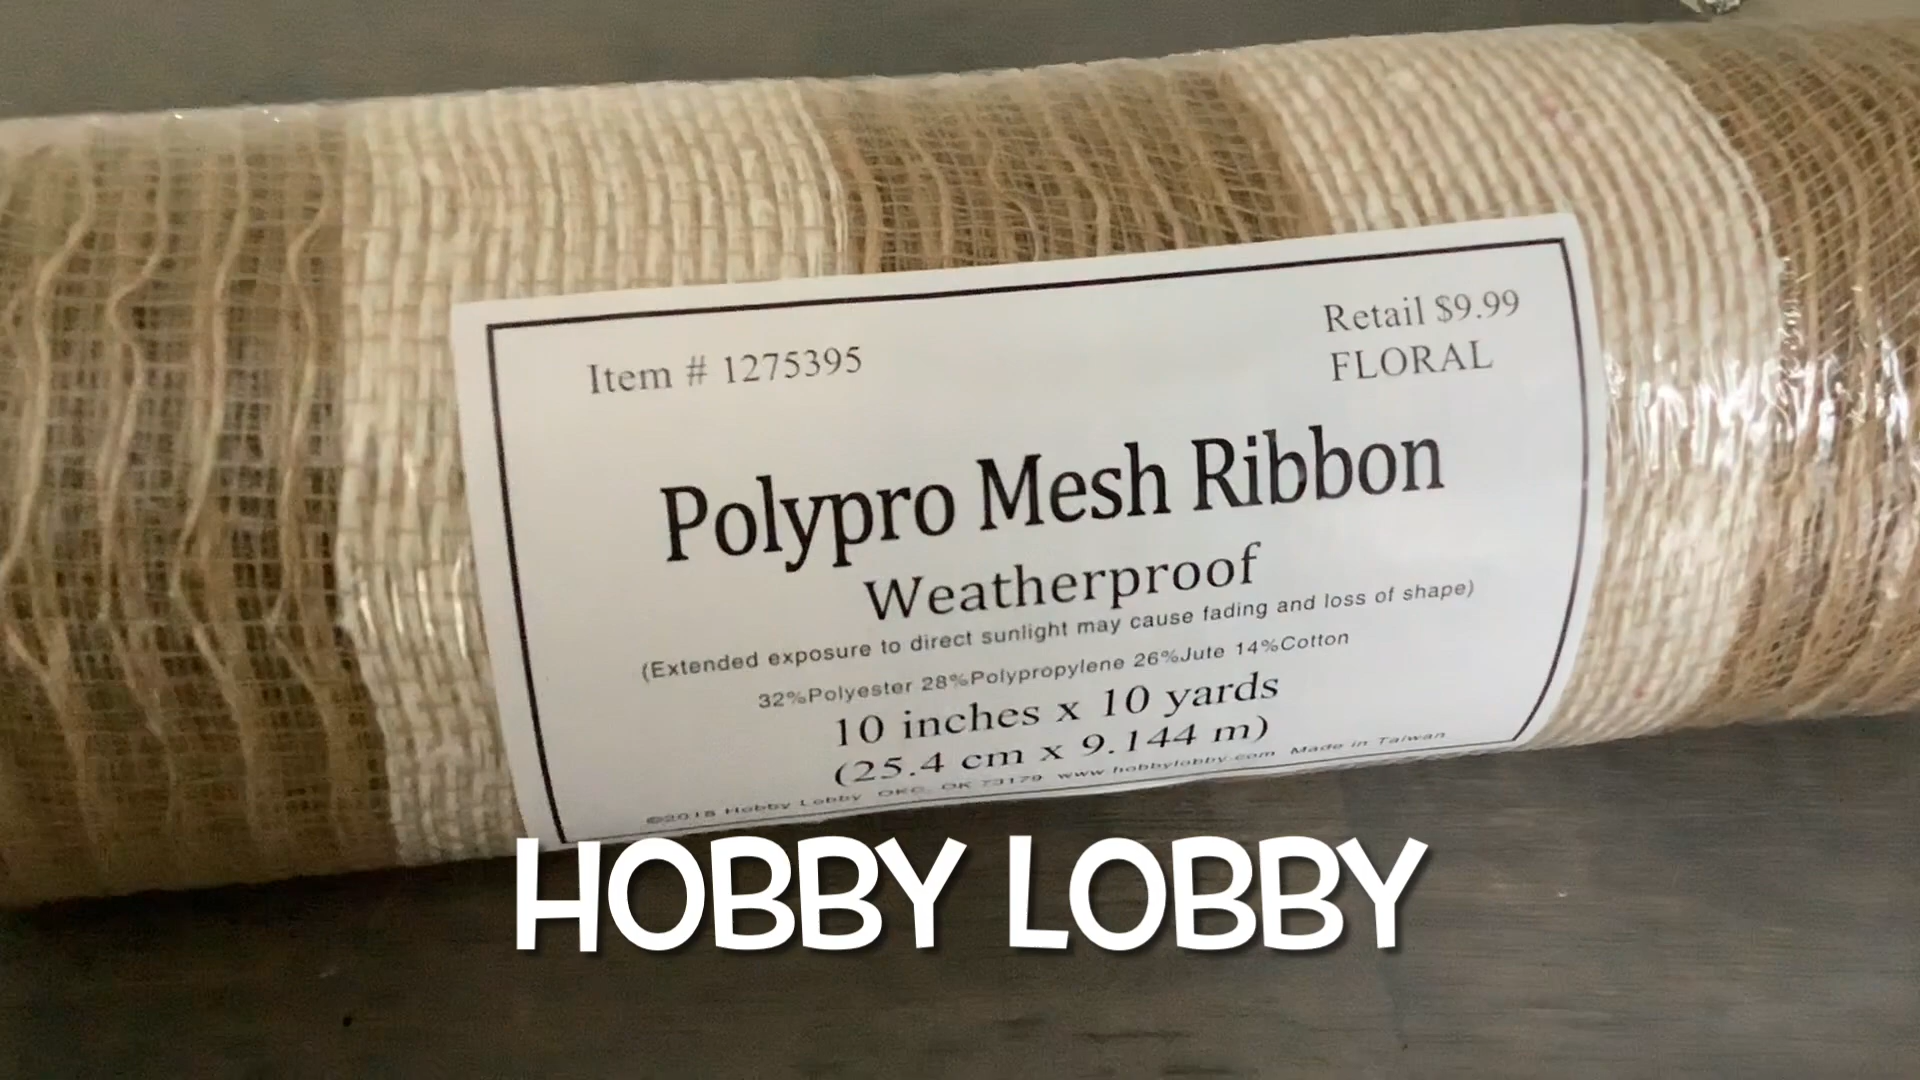 Item # 1275395
Retail $9.99
FLORAL
Polypro Mesh Ribbon
Weatherproof
(Extended exposure to direct sunlight may cause fading and loss of shape)
32%Polyester 28%Polypropylene 26%Jute 14%Cotton
10 inches x 10 yards
(25.4 cm x 9.144 m)
©2018 Hobby Lobby OKC, OK 73179 www.hobbylobby.com Made in Taiwan
HOBBY LOBBY